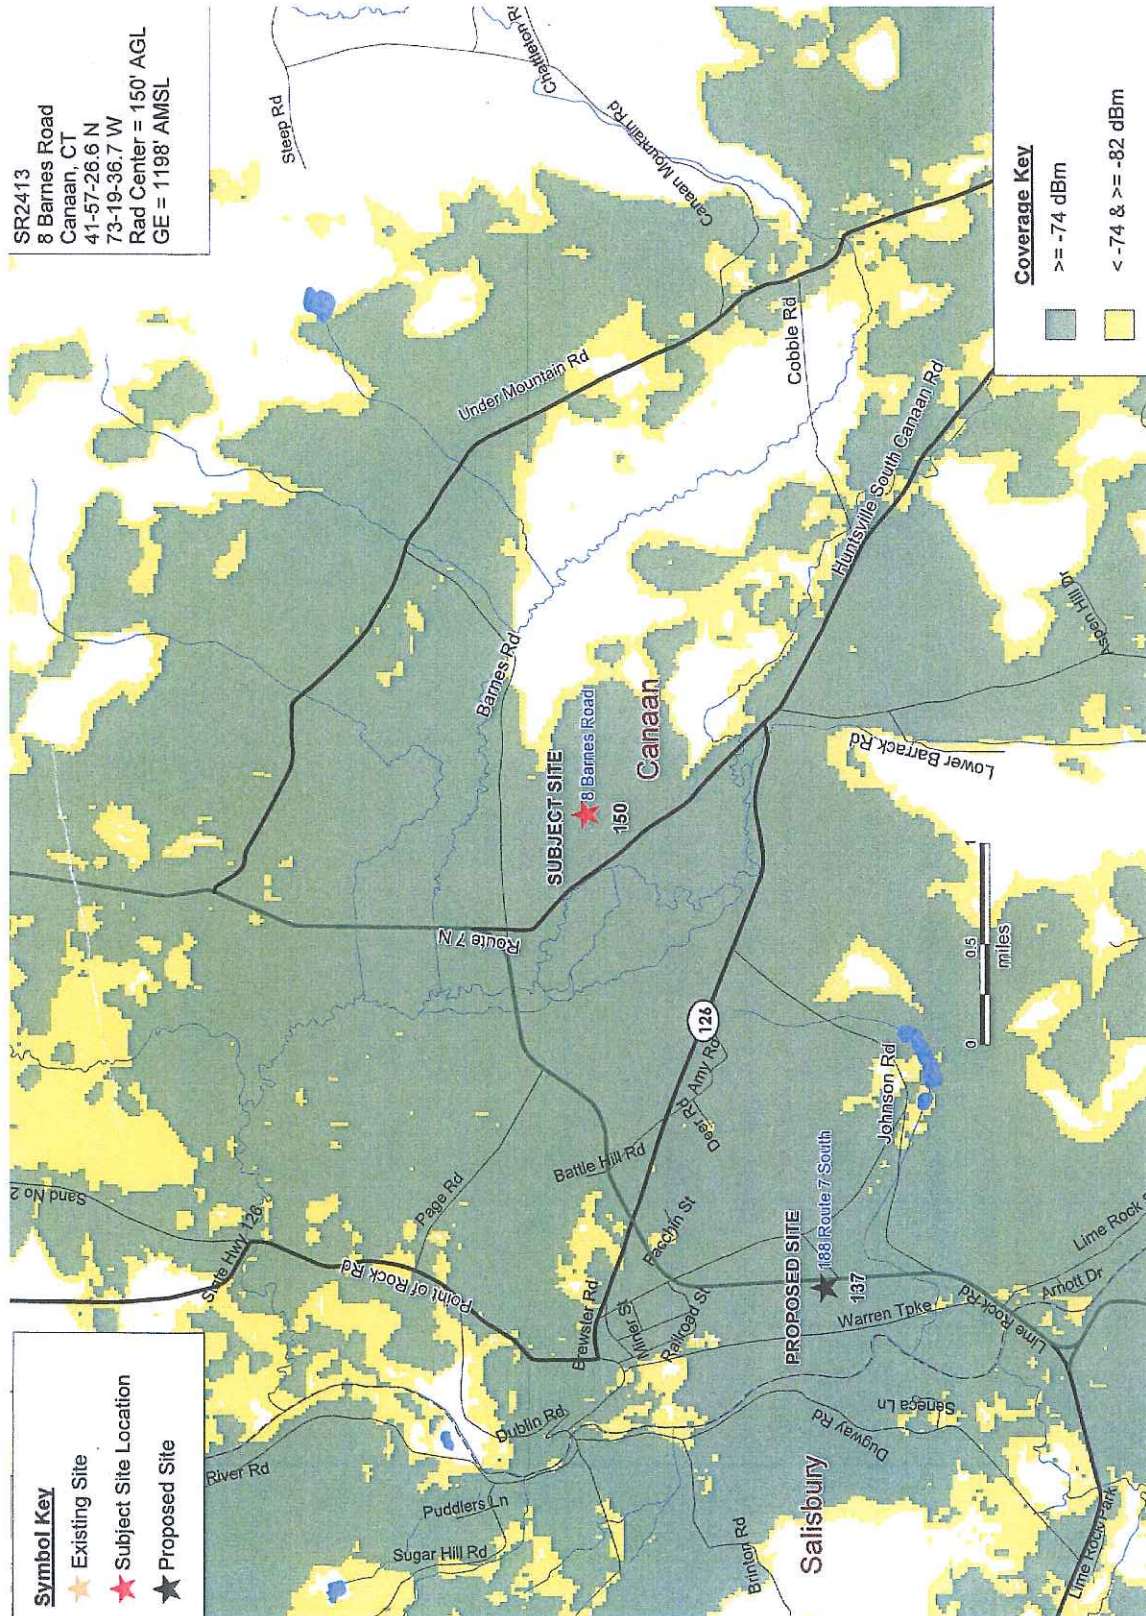 SR2413
8 Barnes Road
Canaan, CT
41-57-26.6 N
73-19-36.7 W
Rad Center = 150' AGL
GE = 1198' AMSL
Symbol Key
Existing Site
Subject Site Location
Proposed Site
Coverage Key
>= -74 dBm
< -74 & >= -82 dBm
Steep Rd
Canaan Mountain Rd
Under Mountain Rd
Cobble Rd
Huntsville South Canaan Rd
Aspen Hill Dr
Lower Barrack Rd
Barnes Rd
SUBJECT SITE
8 Barnes Road
150
Canaan
Route 7 N
126
0 0.5 1
miles
Sand No 2
State Hwy 126
Point of Rock Rd
Page Rd
Battle Hill Rd
Deer Rd
Amy Rd
Johnson Rd
Brewster Rd
Facchin St
Miner St
Railroad St
PROPOSED SITE
188 Route 7 South
137
Warren Tpke
Lime Rock Rd
Arnott Dr
Lime Rock
River Rd
Dublin Rd
Puddlers Ln
Sugar Hill Rd
Brinton Rd
Dugway Rd
Seneca Ln
Salisbury
Lime Rock Park